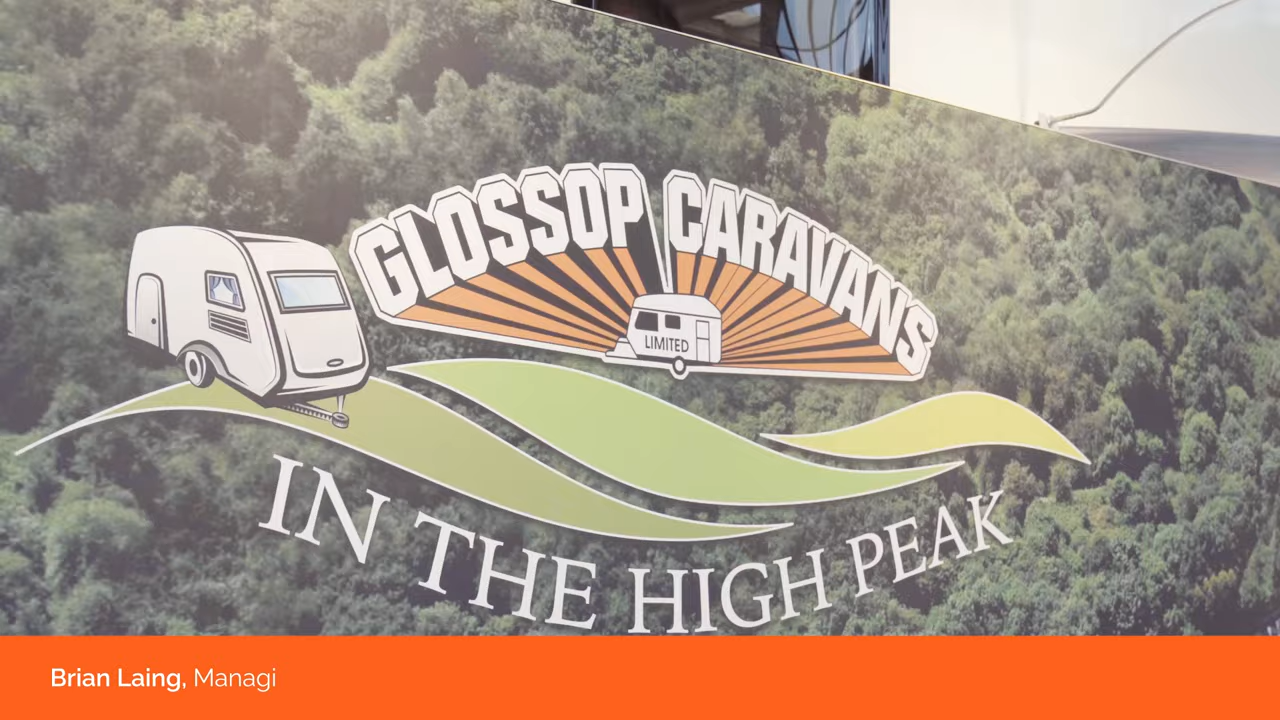 GLOSSOP CARAVANS
LIMITED
IN THE HIGH PEAK
Brian Laing, Managi